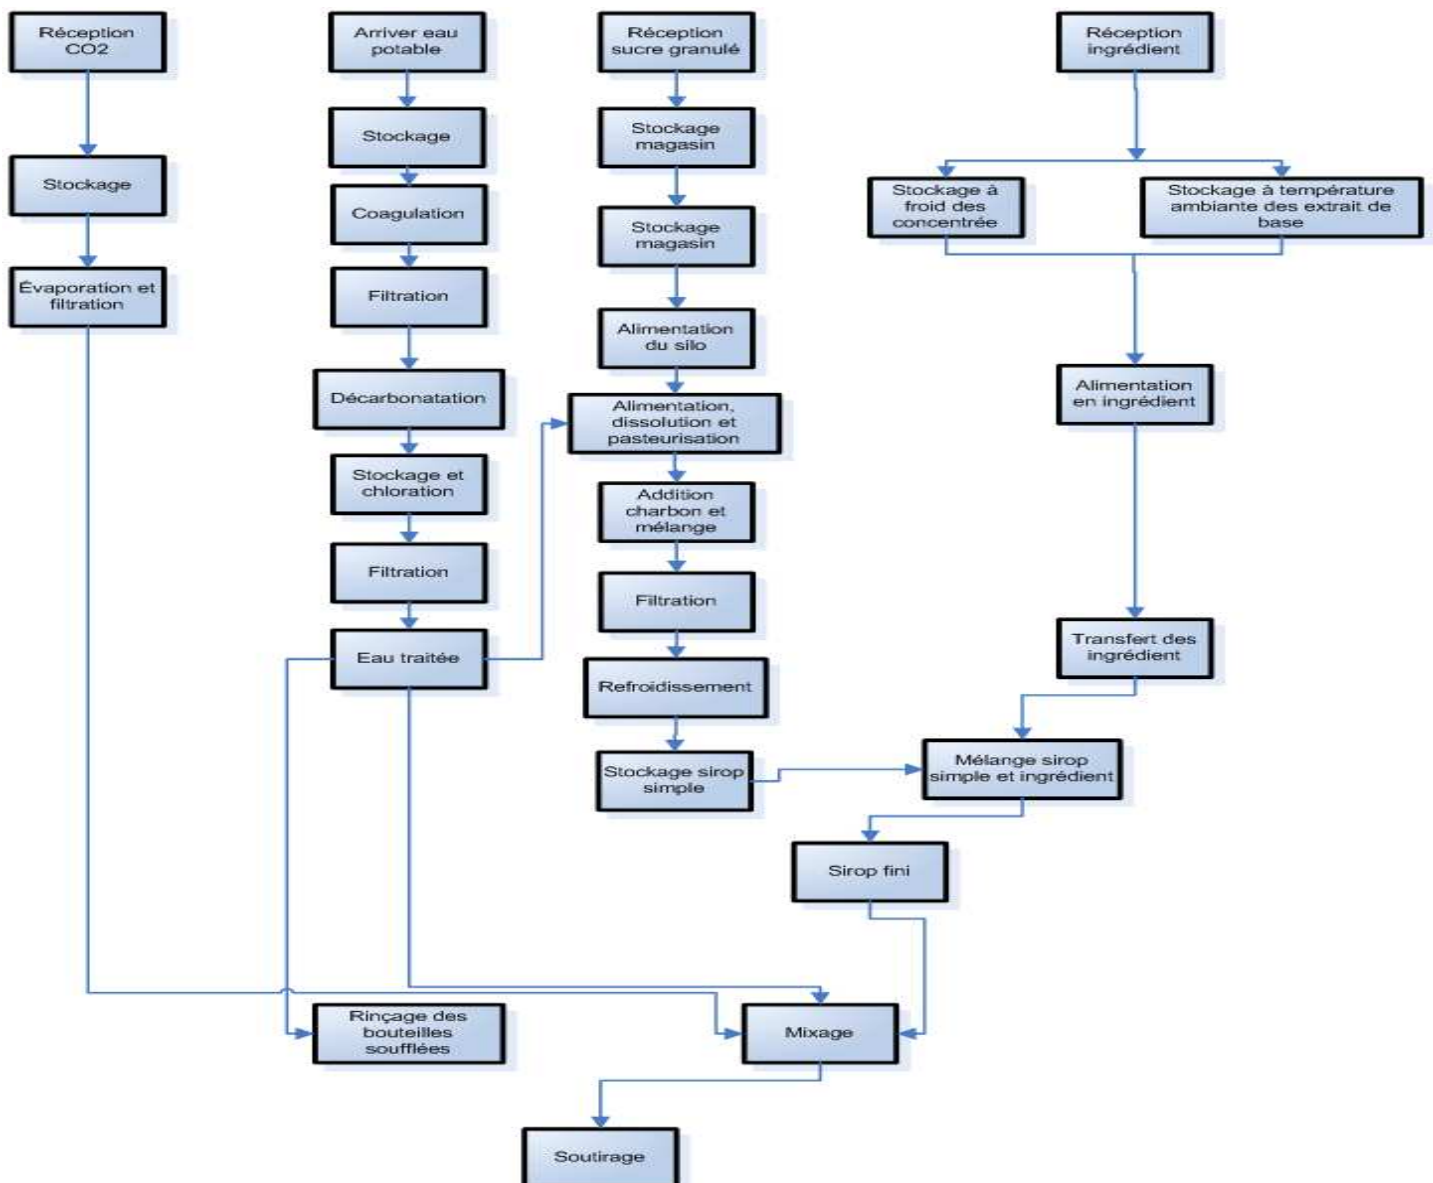 Réception
CO2
Arriver eau
potable
Réception
sucre granulé
Réception
ingrédient
Stockage
Stockage
magasin
Stockage
Coagulation
Stockage à
froid des
concentrée
Stockage à température
ambiante des extrait de
base
Stockage
magasin
Évaporation et
filtration
Filtration
Alimentation
du silo
Décarbonatation
Alimentation,
dissolution et
pasteurisation
Alimentation
en ingrédient
Stockage et
chloration
Addition
charbon et
mélange
Filtration
Filtration
Eau traitée
Transfert des
ingrédient
Refroidissement
Stockage sirop
simple
Mélange sirop
simple et ingrédient
Sirop fini
Rinçage des
bouteilles
soufflées
Mixage
Soutirage